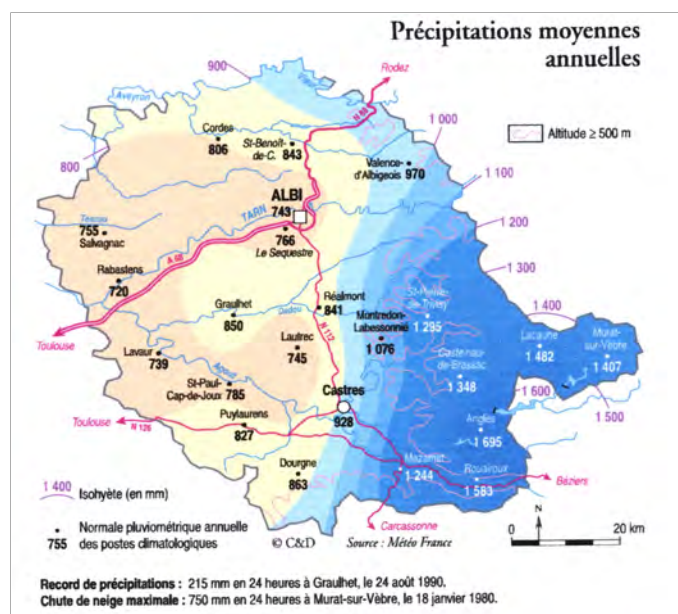 Précipitations moyennes
annuelles
900
Rodez
Aveyron
Viaur
N 88
1 000
Altitude ≥ 500 m
Cordes
806
St-Benoît-
de-C. 843
800
Valence-
d'Albigeois 970
1 100
ALBI
743
TARN
1 200
Tescou
755
Salvagnac
766
Le Sequestre
A 68
1 300
Rabastens
720
Graulhet
850
Dadou
Réalmont
841
Montredon-
Labessonnié
1 076
St-Pierre-
de-Trivisy
1 295
1 400
Lacaune
1 482
Murat-
sur-Vèbre
1 407
Toulouse
Lavaur
739
Lautrec
745
N 112
Castelnau-
de-Brassac
1 348
1 600
1 500
Agout
St-Paul-
Cap-de-Joux 785
Castres
928
Toulouse
N 126
Puylaurens
827
Anglès
1 695
Dourgne
863
Mazamet
1 244
Rouairoux
1 583
Béziers
Carcassonne
1 400
Isohyète (en mm)
755
Normale pluviométrique annuelle
des postes climatologiques
© C&D
Source : Météo France
N
0 20 km
Record de précipitations : 215 mm en 24 heures à Graulhet, le 24 août 1990.
Chute de neige maximale : 750 mm en 24 heures à Murat-sur-Vèbre, le 18 janvier 1980.